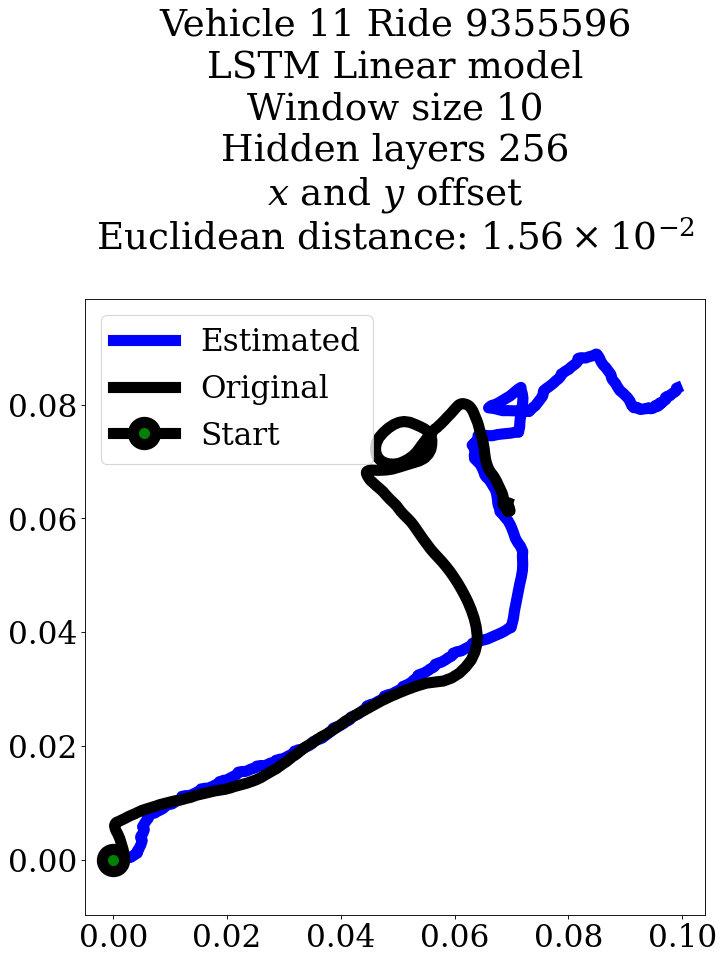 Vehicle 11 Ride 9355596
LSTM Linear model
Window size 10
Hidden layers 256
x and y offset
Euclidean distance: 1.56 × 10⁻²
Estimated
Original
Start
0.08
0.06
0.04
0.02
0.00
0.00 0.02 0.04 0.06 0.08 0.10